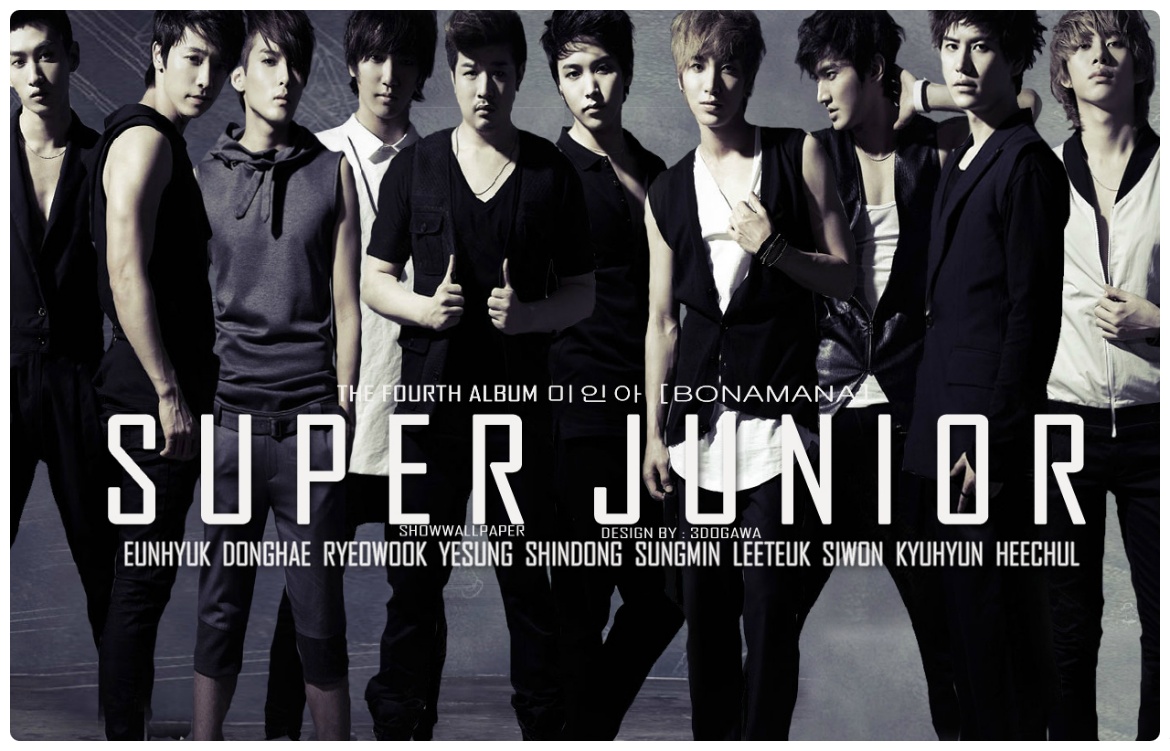 THE FOURTH ALBUM 미인아 [BONAMANA]
SUPER JUNIOR
SHOWWALLPAPER DESIGN BY : 3DOGAWA
EUNHYUK DONGHAE RYEOWOOK YESUNG SHINDONG SUNGMIN LEETEUK SIWON KYUHYUN HEECHUL